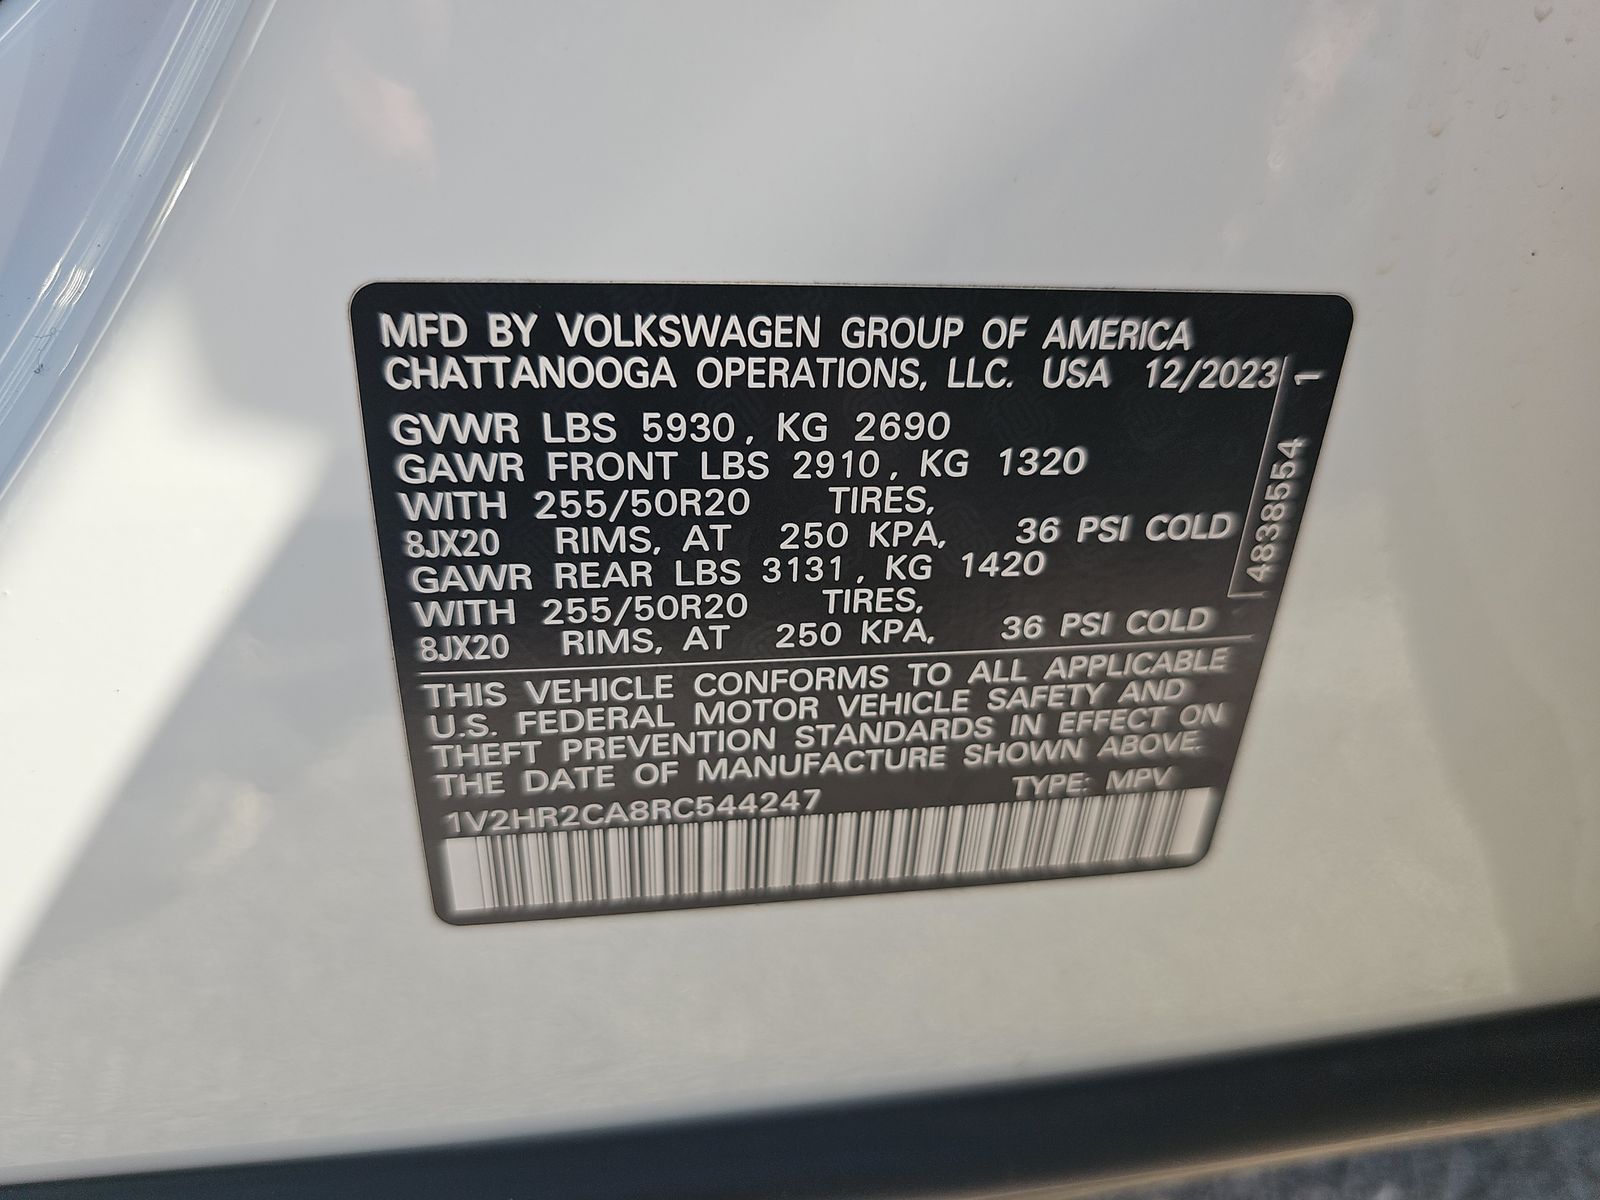 MFD BY VOLKSWAGEN GROUP OF AMERICA
CHATTANOOGA OPERATIONS, LLC. USA 12/2023
GVWR LBS 5930, KG 2690
GAWR FRONT LBS 2910, KG 1320
WITH 255/50R20 TIRES,
8JX20 RIMS, AT 250 KPA, 36 PSI COLD
GAWR REAR LBS 3131, KG 1420
WITH 255/50R20 TIRES,
8JX20 RIMS, AT 250 KPA, 36 PSI COLD
THIS VEHICLE CONFORMS TO ALL APPLICABLE
U.S. FEDERAL MOTOR VEHICLE SAFETY AND
THEFT PREVENTION STANDARDS IN EFFECT ON
THE DATE OF MANUFACTURE SHOWN ABOVE.
TYPE: MPV
1V2HR2CA8RC544247
4838554 1